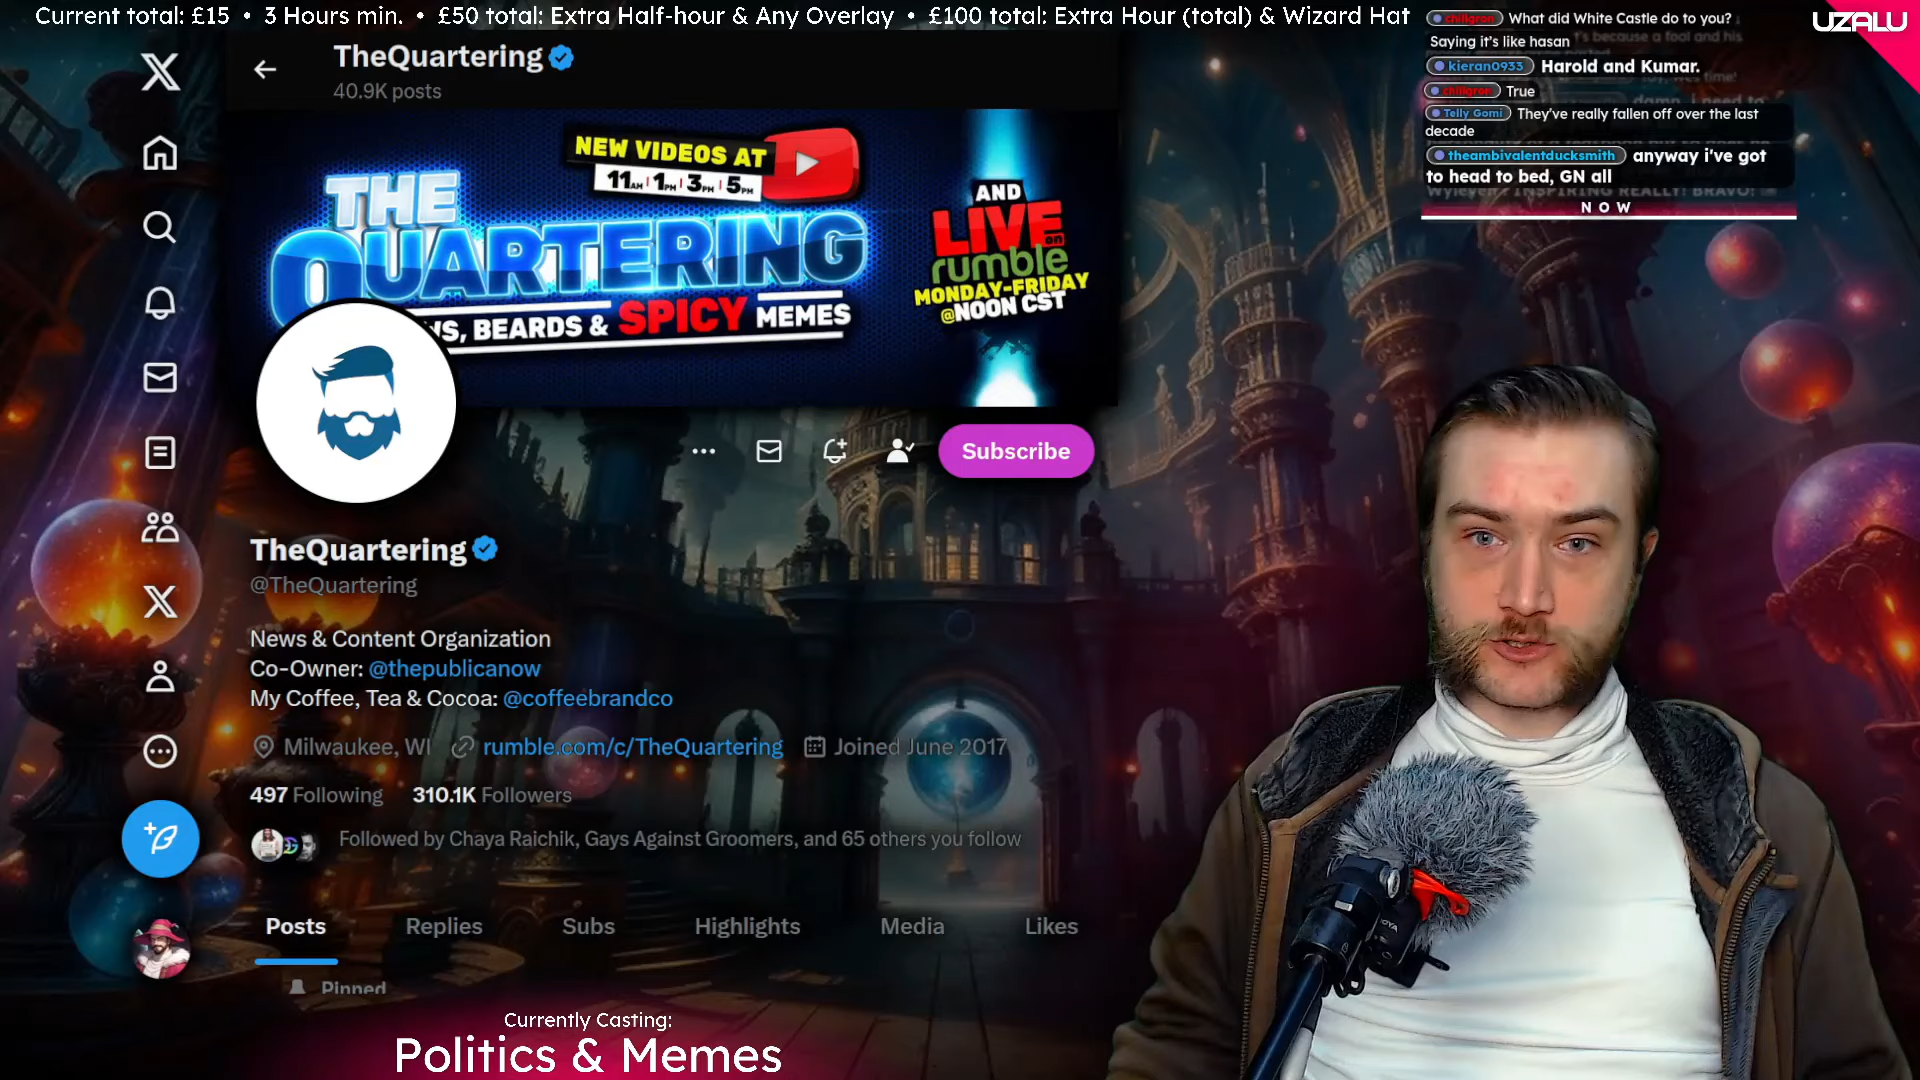 Current total: £15 • 3 Hours min. • £50 total: Extra Half-hour & Any Overlay • £100 total: Extra Hour (total) & Wizard Hat
UZALU
chillgron What did White Castle do to you?
Saying it's like hasan
kieran0933 Harold and Kumar.
chillgron True
Telly Gomi They've really fallen off over the last
decade
theambivalentducksmith anyway i've got
to head to bed, GN all
NOW
TheQuartering
40.9K posts
NEW VIDEOS AT
11AM | 1PM | 3PM | 5PM
THE
QUARTERING
WS, BEARDS & SPICY MEMES
AND
LIVE on
rumble
MONDAY-FRIDAY
@NOON CST
Subscribe
TheQuartering
@TheQuartering
News & Content Organization
Co-Owner: @thepublicanow
My Coffee, Tea & Cocoa: @coffeebrandco
Milwaukee, WI rumble.com/c/TheQuartering Joined June 2017
497 Following 310.1K Followers
Followed by Chaya Raichik, Gays Against Groomers, and 65 others you follow
Posts Replies Subs Highlights Media Likes
Pinned
Currently Casting:
Politics & Memes